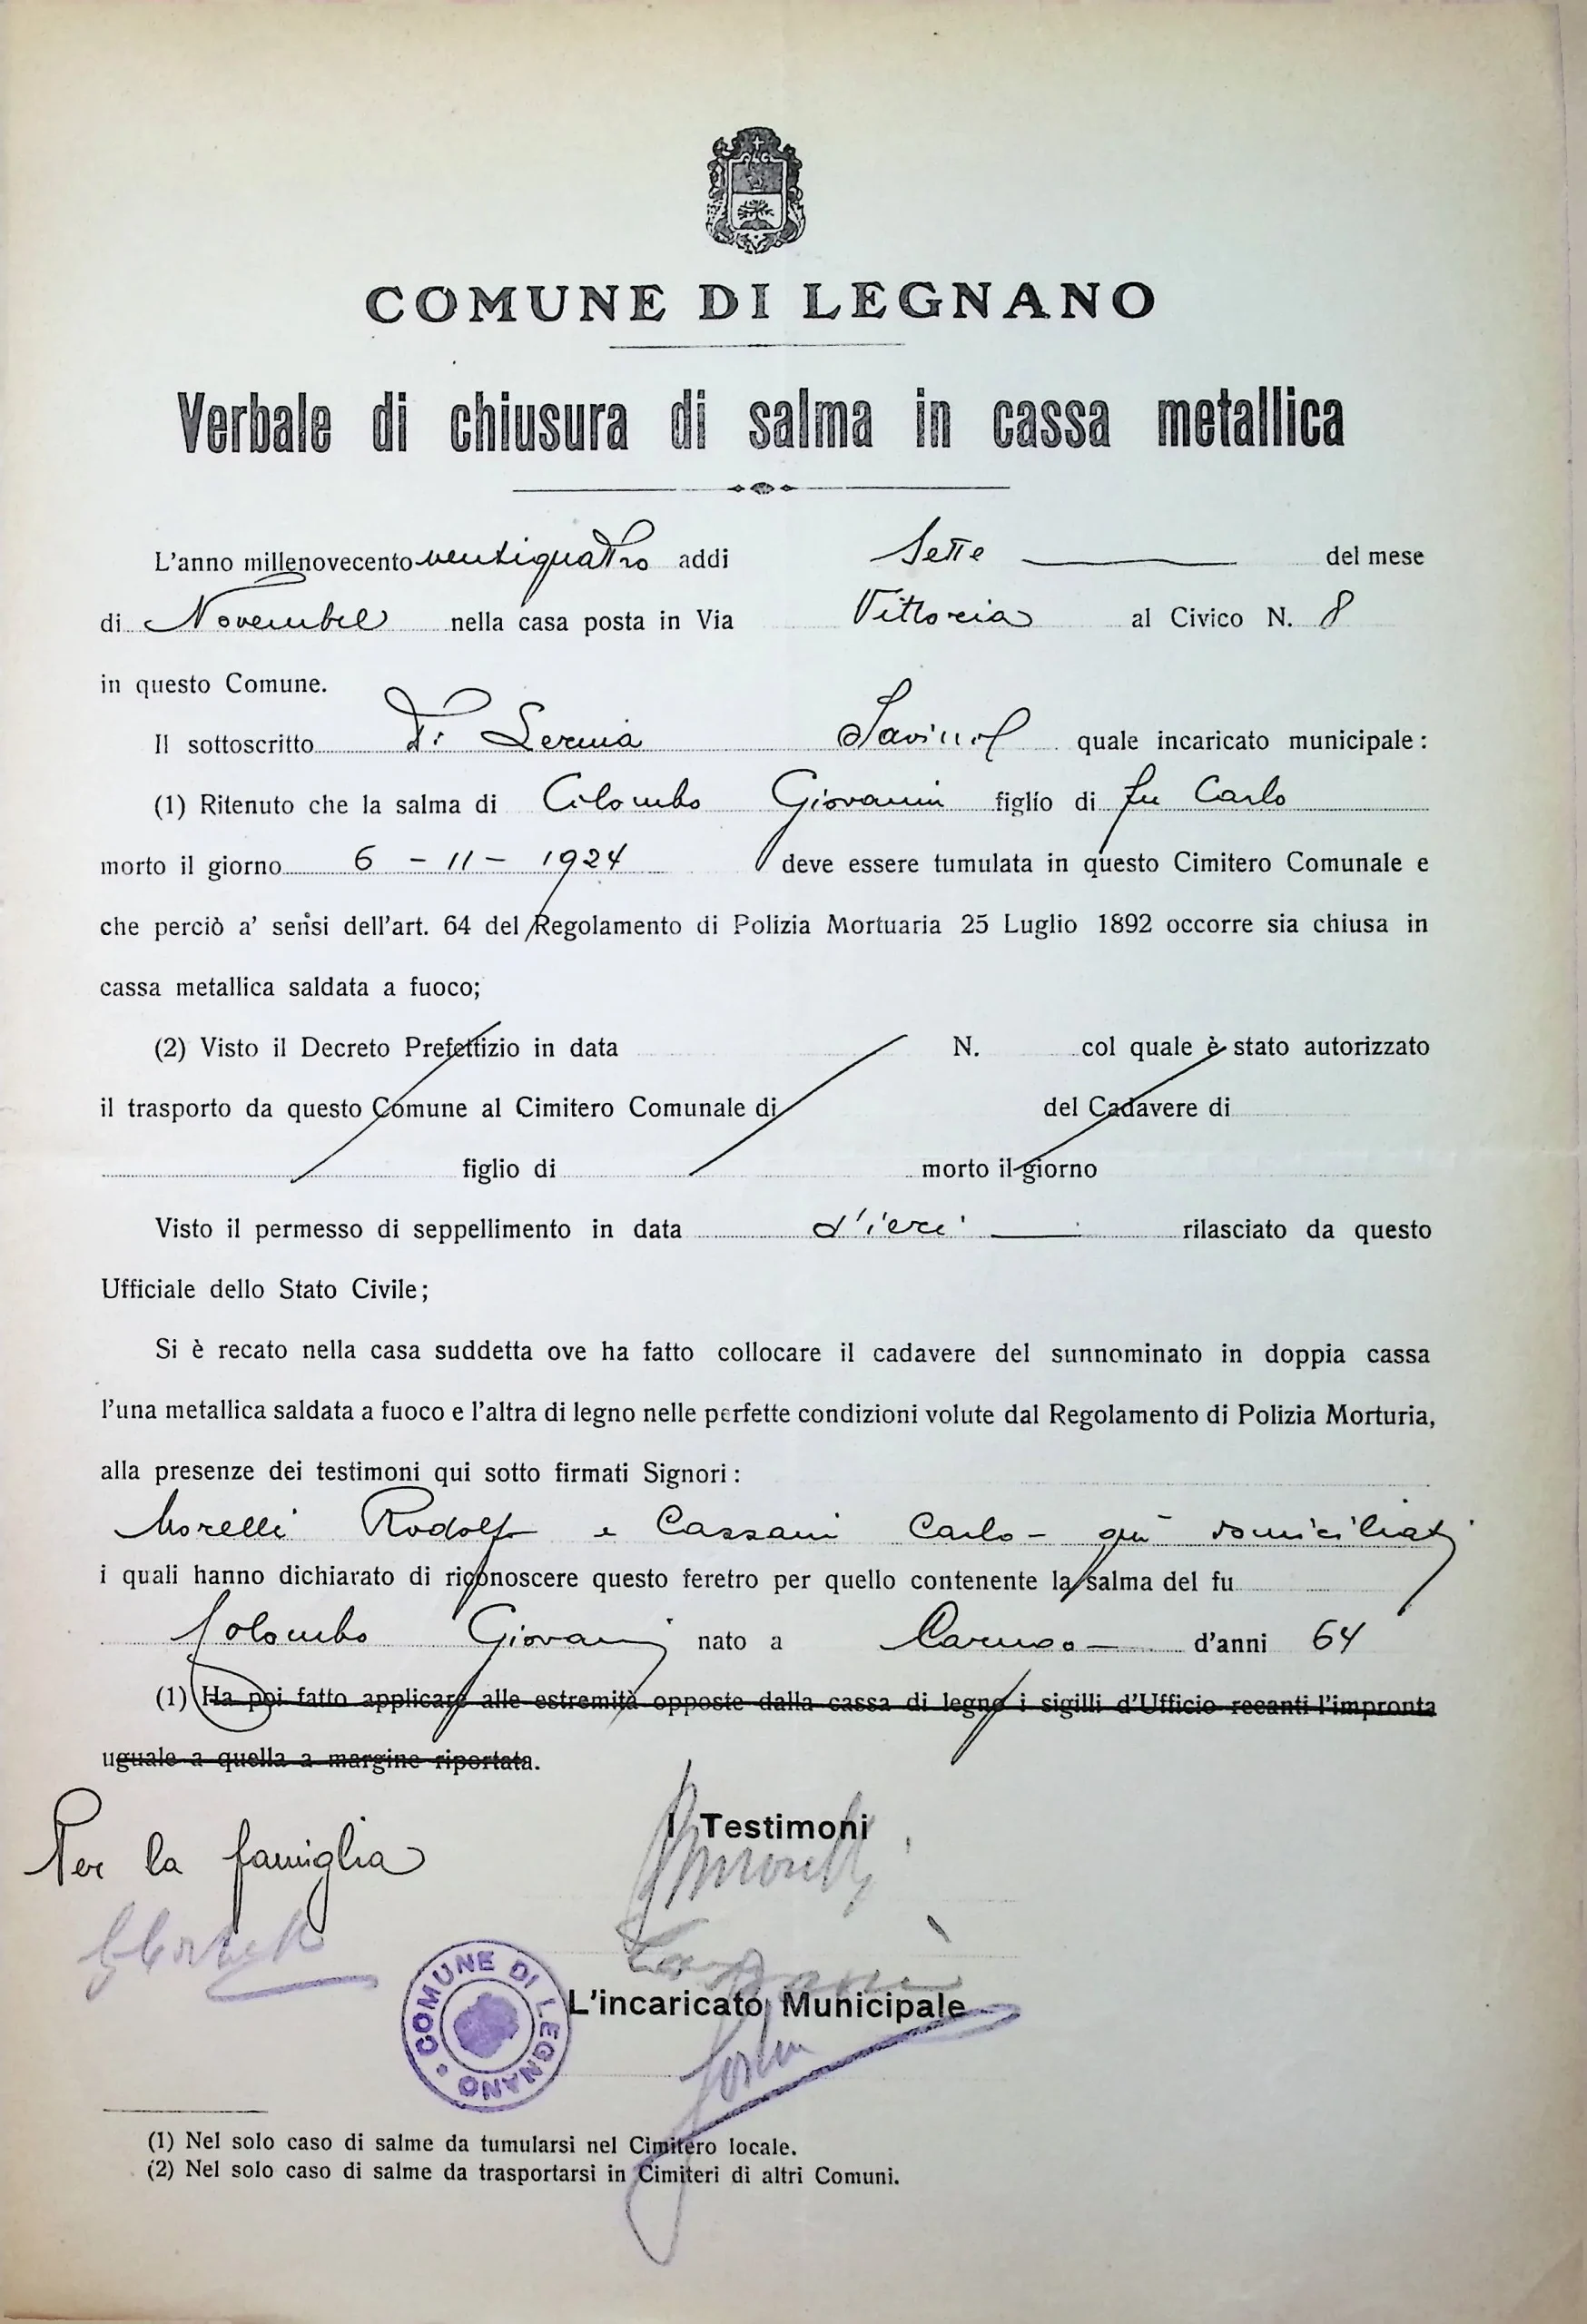 COMUNE DI LEGNANO
Verbale di chiusura di salma in cassa metallica
L'anno millenovecento ventiquattro addi Sette del mese
di Novembre nella casa posta in Via Vittoria al Civico N. 8
in questo Comune.
Il sottoscritto Di Lernia Savino quale incaricato municipale:
(1) Ritenuto che la salma di Colombo Giovanni figlio di fu Carlo
morto il giorno 6 - 11 - 1924 deve essere tumulata in questo Cimitero Comunale e
che perciò a' sensi dell'art. 64 del Regolamento di Polizia Mortuaria 25 Luglio 1892 occorre sia chiusa in
cassa metallica saldata a fuoco;
(2) Visto il Decreto Prefettizio in data N. col quale è stato autorizzato
il trasporto da questo Comune al Cimitero Comunale di del Cadavere di
figlio di morto il giorno
Visto il permesso di seppellimento in data d'ieri rilasciato da questo
Ufficiale dello Stato Civile;
Si è recato nella casa suddetta ove ha fatto collocare il cadavere del sunnominato in doppia cassa
l'una metallica saldata a fuoco e l'altra di legno nelle perfette condizioni volute dal Regolamento di Polizia Morturia,
alla presenze dei testimoni qui sotto firmati Signori:
Morelli Rodolfo e Cassani Carlo - qui domiciliati
i quali hanno dichiarato di riconoscere questo feretro per quello contenente la salma del fu
Colombo Giovanni nato a d'anni 64
(1) Ha poi fatto applicare alle estremità opposte dalla cassa di legno i sigilli d'Ufficio recanti l'impronta
uguale a quella a margine riportata.
Per la famiglia
I Testimoni
Morelli
Cassani
COMUNE DI LEGNANO
L'incaricato Municipale
(1) Nel solo caso di salme da tumularsi nel Cimitero locale.
(2) Nel solo caso di salme da trasportarsi in Cimiteri di altri Comuni.